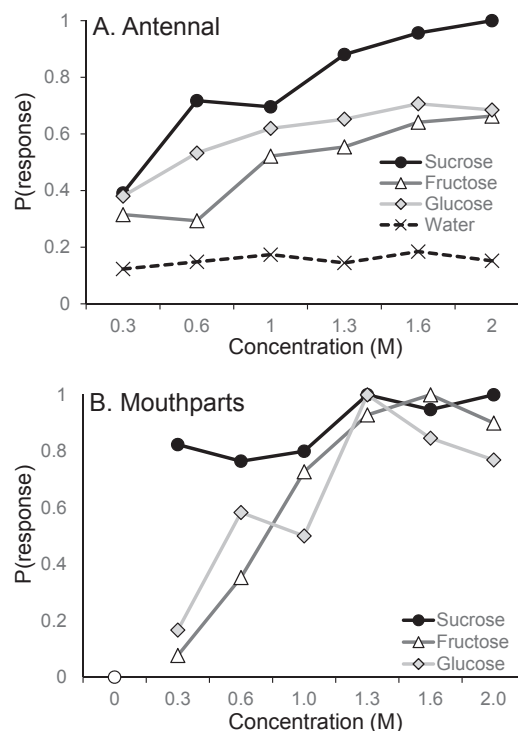 A. Antennal
P(response)
1
0.8
0.6
0.4
0.2
0
Sucrose
Fructose
Glucose
Water
0.3 0.6 1 1.3 1.6 2
Concentration (M)
B. Mouthparts
P(response)
1
0.8
0.6
0.4
0.2
0
Sucrose
Fructose
Glucose
0 0.3 0.6 1.0 1.3 1.6 2.0
Concentration (M)